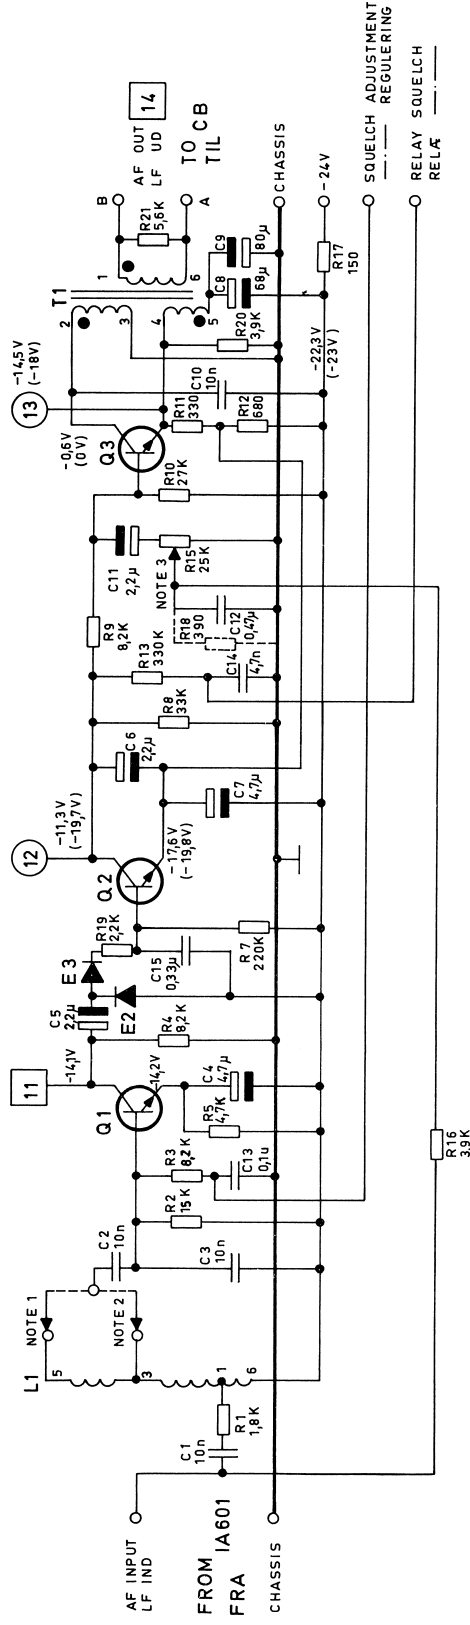 AF INPUT
LF IND
FROM IA601
FRA
CHASSIS
C1
10n
R1
1,8K
L1
NOTE 1
NOTE 2
5
3
1
6
C2
10n
C3
10n
R2
15K
R3
8,2K
C13
0,1u
11
Q1
-14,1V
-14,2V
R5
4,7K
C4
4,7µ
R4
8,2K
C5
2,2µ
E3
E2
R19
2,2K
C15
0,33µ
R7
220K
12
Q2
-11,3V
(-19,7V)
-17,6V
(-19,8V)
C7
4,7µ
C6
2,2µ
R8
33K
R13
330K
C14
4,7n
R9
8,2K
R18
390
C12
0,47µ
NOTE 3
R15
25K
C11
2,2µ
R10
27K
13
Q3
-0,6V
(0V)
-14,5V
(-18V)
R11
330
R12
680
C10
10n
R20
3,9K
T1
2
3
4
5
1
6
C8
68µ
C9
80µ
R21
5,6K
B
A
AF OUT
LF UD
14
TO CB
TIL
CHASSIS
-24V
R17
150
-22,3V
(-23V)
SQUELCH ADJUSTMENT
—·— REGULERING
RELAY SQUELCH
RELÆ —·—
R16
3,9K